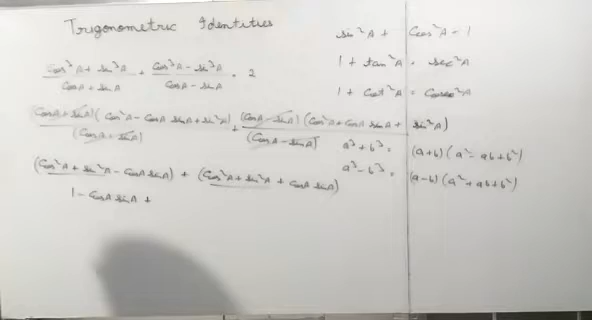 Trigonometric Identities
sin²A + Cos²A = 1
1 + tan²A = sec²A
1 + Cot²A = Cosec²A
(Cos³A + sin³A)/(CosA + sinA) + (Cos³A - sin³A)/(CosA - sinA) = 2
(CosA + sinA)(Cos²A - CosA sinA + sin²A)/(CosA + sinA) + (CosA - sinA)(Cos²A + CosA sinA + sin²A)/(CosA - sinA)
a³ + b³ = (a+b)(a² - ab + b²)
a³ - b³ = (a-b)(a² + ab + b²)
(Cos²A + sin²A - CosA sinA) + (Cos²A + sin²A + CosA sinA)
1 - CosA sinA +